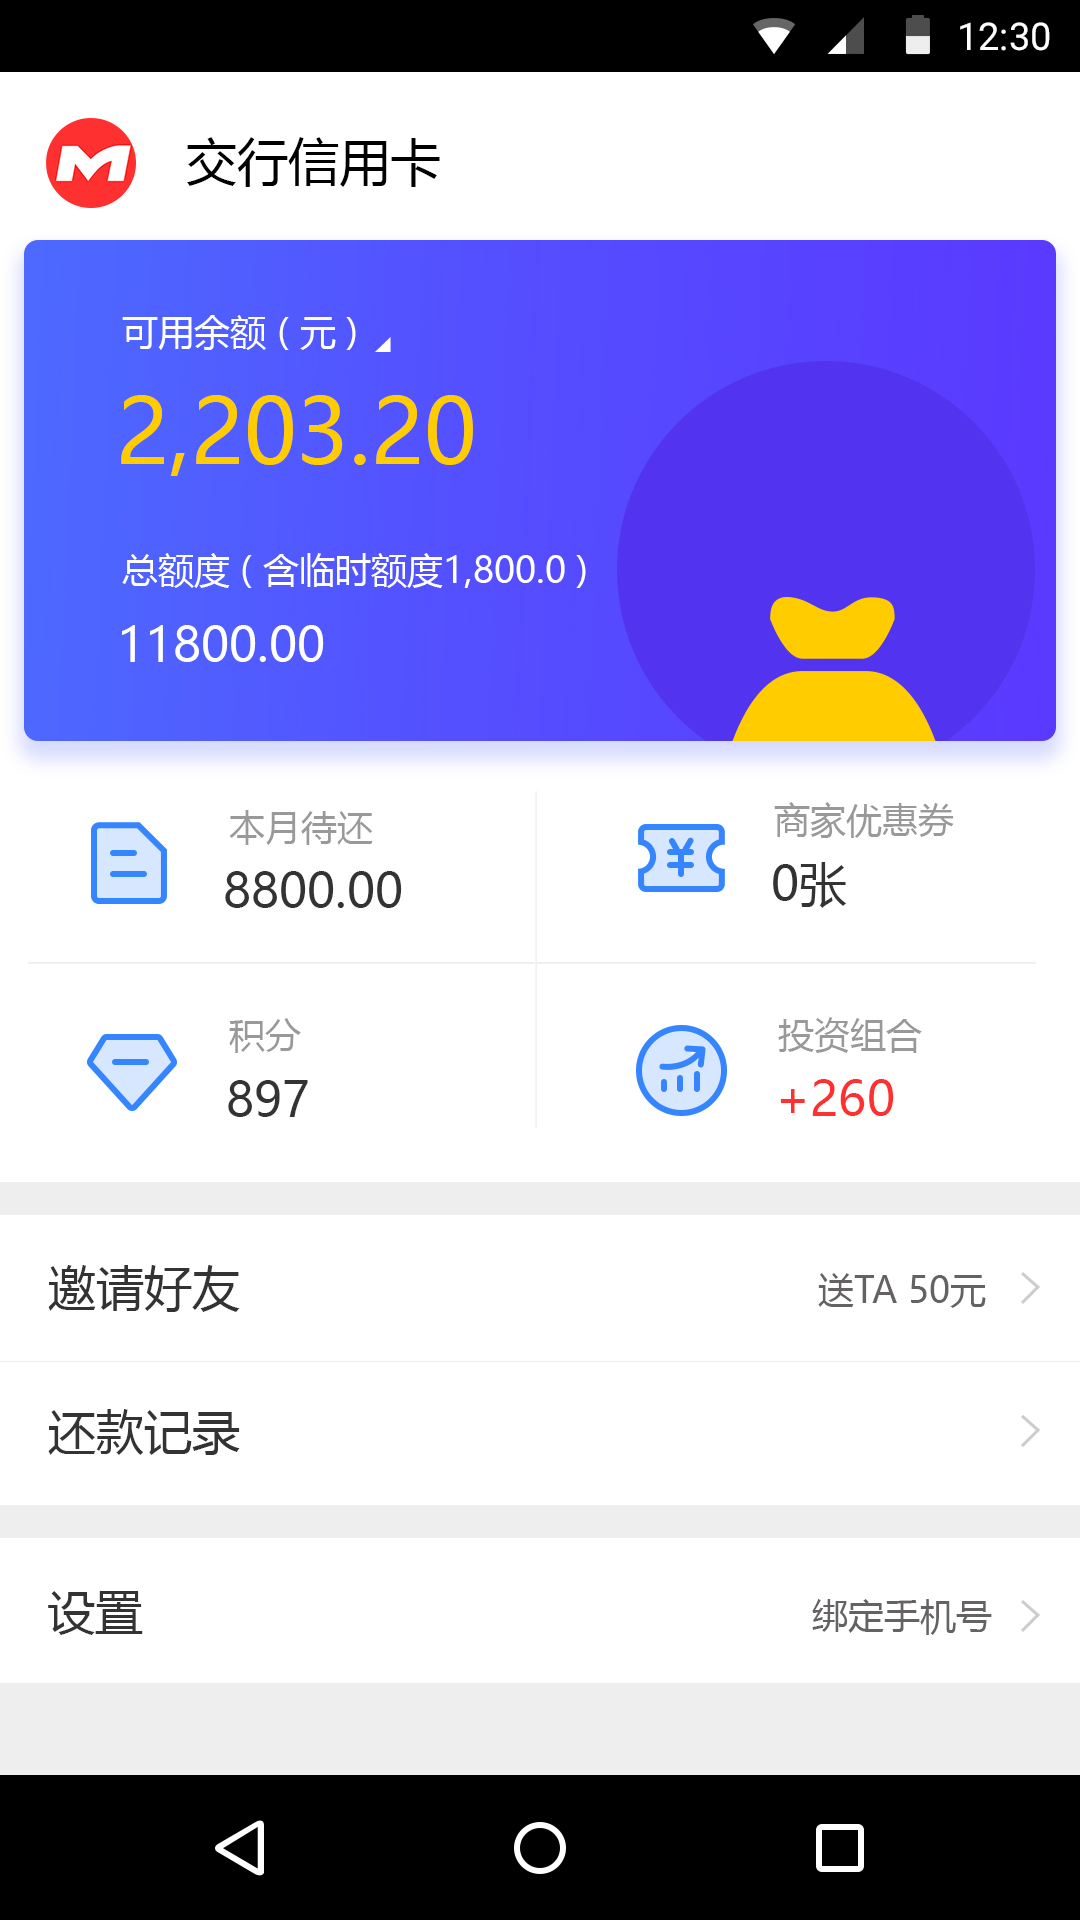 12:30
M
交行信用卡
可用余额（元）
2,203.20
总额度（含临时额度1,800.0）
11800.00
本月待还
8800.00
商家优惠券
0张
积分
897
投资组合
+260
邀请好友
送TA 50元
还款记录
设置
绑定手机号